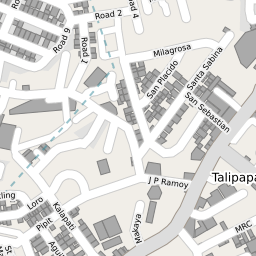 Road 2
Road 4
Road 9
Road 1
Milagrosa
San Placido
Santa Sabina
San Sebastian
J P Ramoy
Talipapa
Loro
Kalapati
Pipit
Makaya
MRC